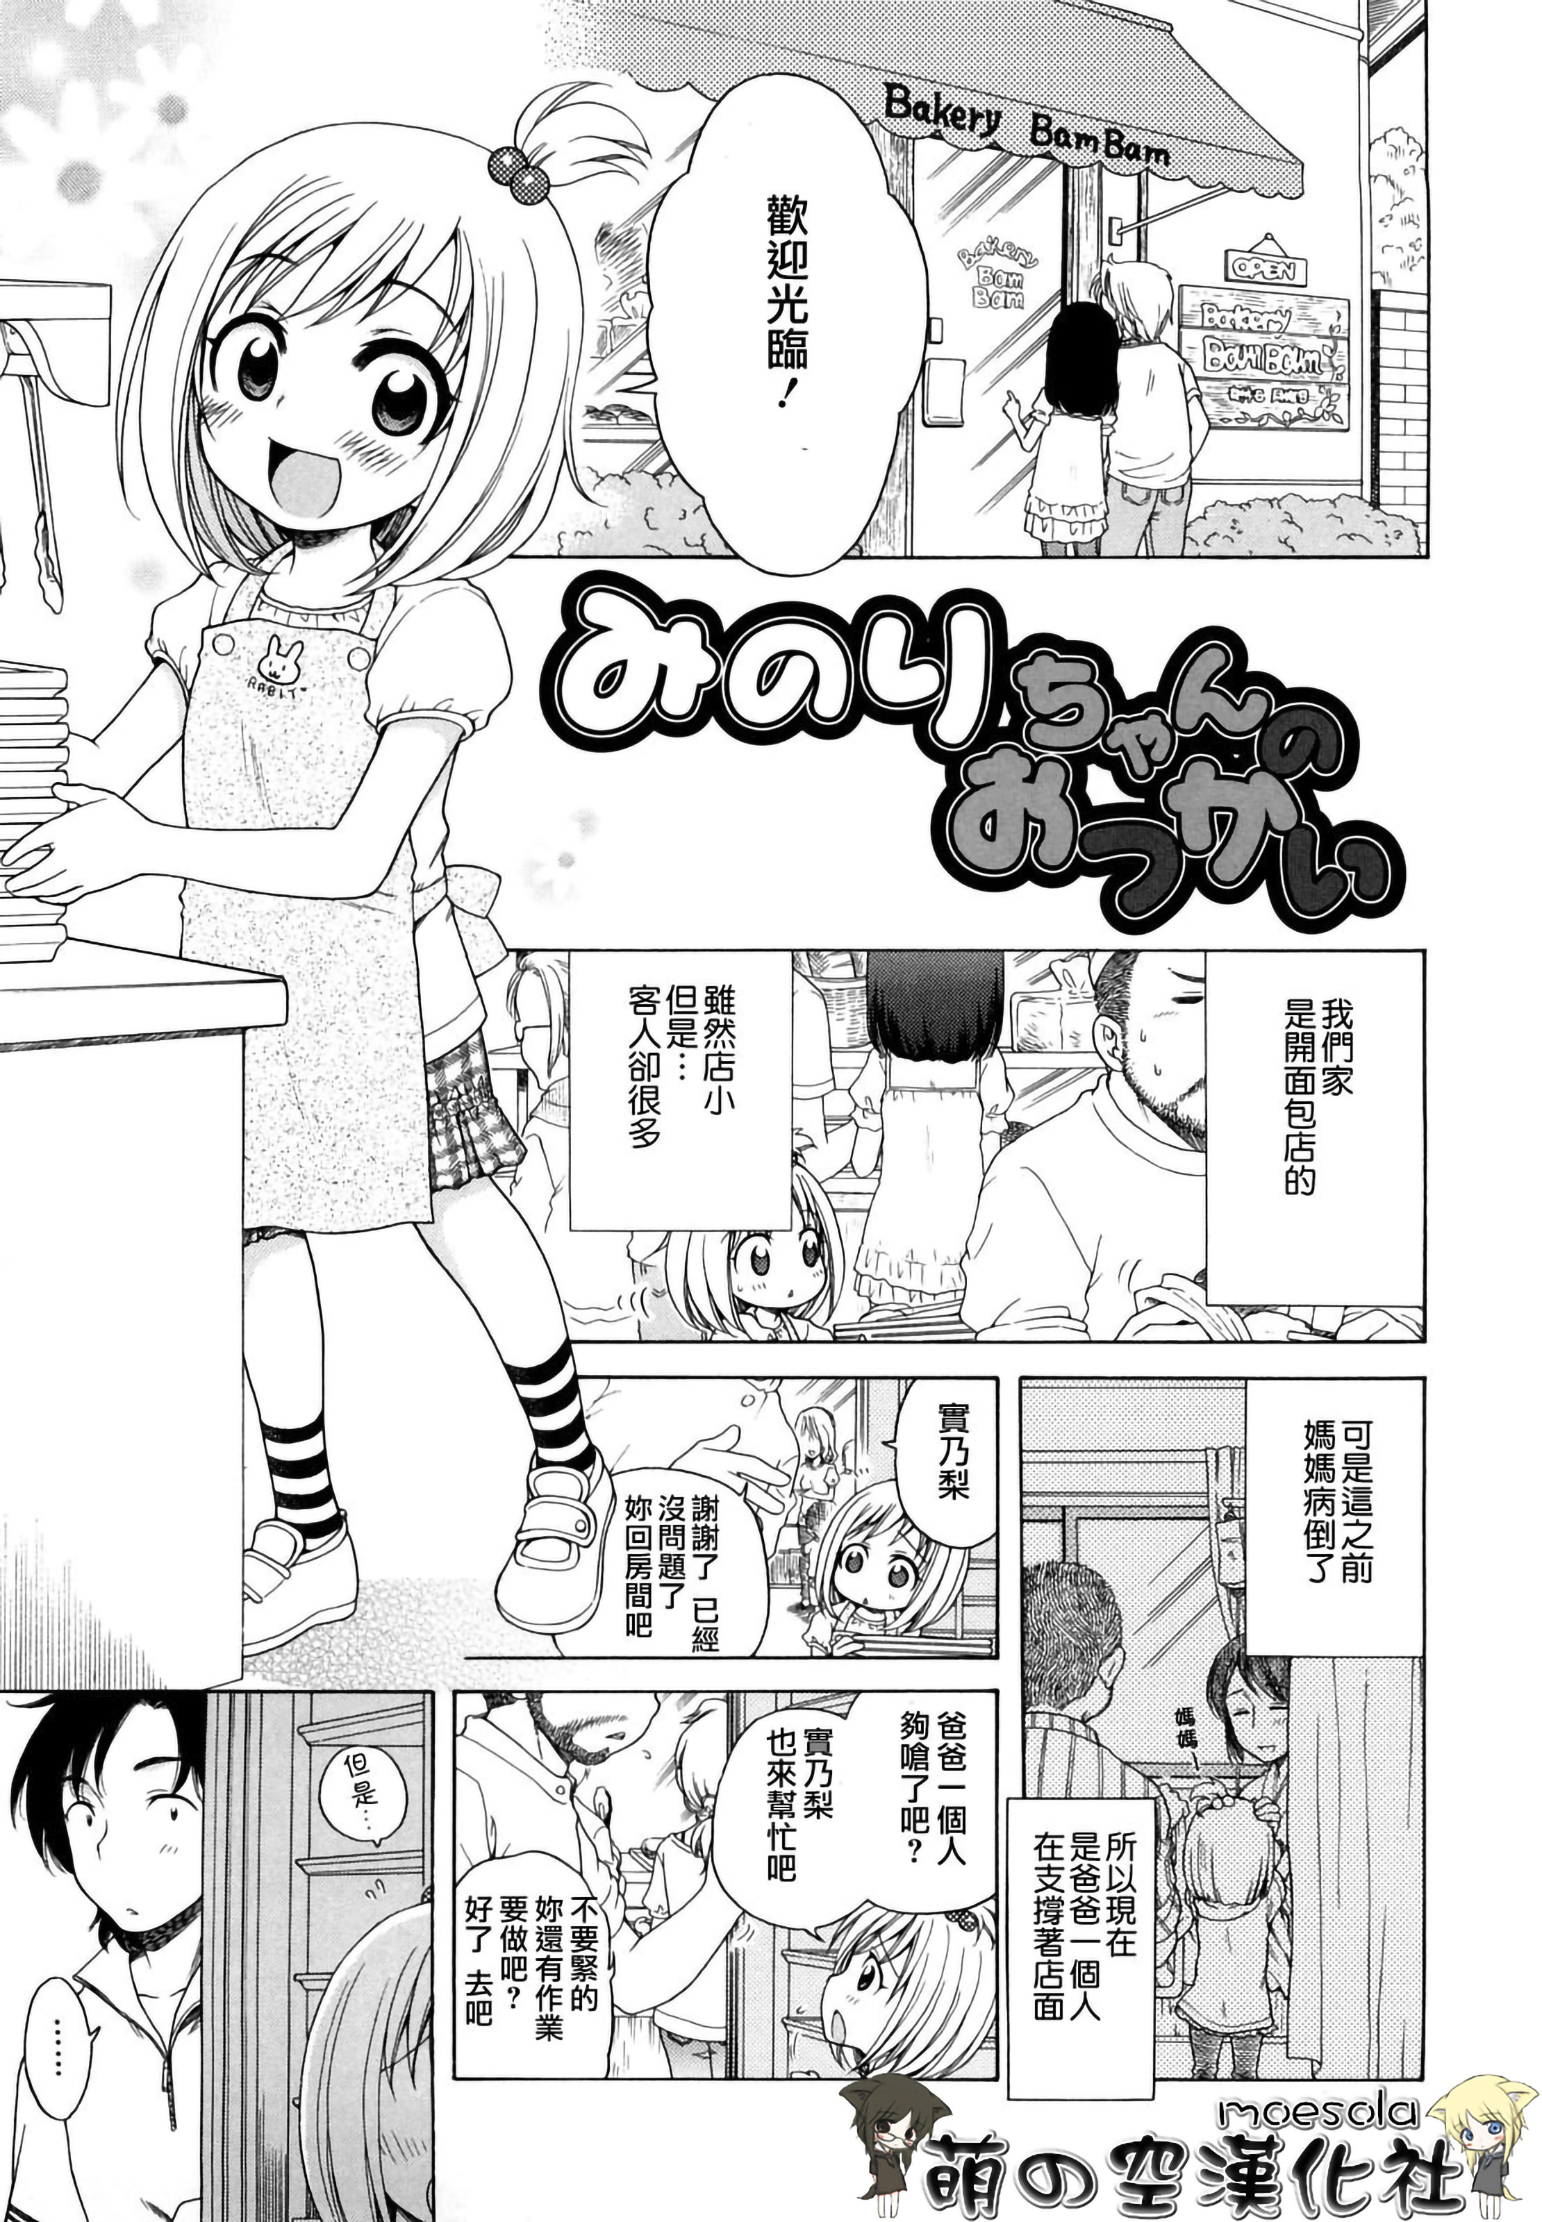 Bakery BamBam
歡迎光臨！
Bakery
Bam
Bam
OPEN
Bakery
BamBam
RABIT
みのりちゃんの
おつかい
我們家
是開面包店的
雖然店小
但是…
客人卻很多
可是這之前
媽媽病倒了
媽媽—
所以現在
是爸爸一個人
在支撐著店面
實乃梨
謝謝了 已經
沒問題了
妳回房間吧
爸爸一個人
夠嗆了吧?
實乃梨
也來幫忙吧
不要緊的
妳還有作業
要做吧?
好了 去吧
但是…
……
moesola
萌の空漢化社